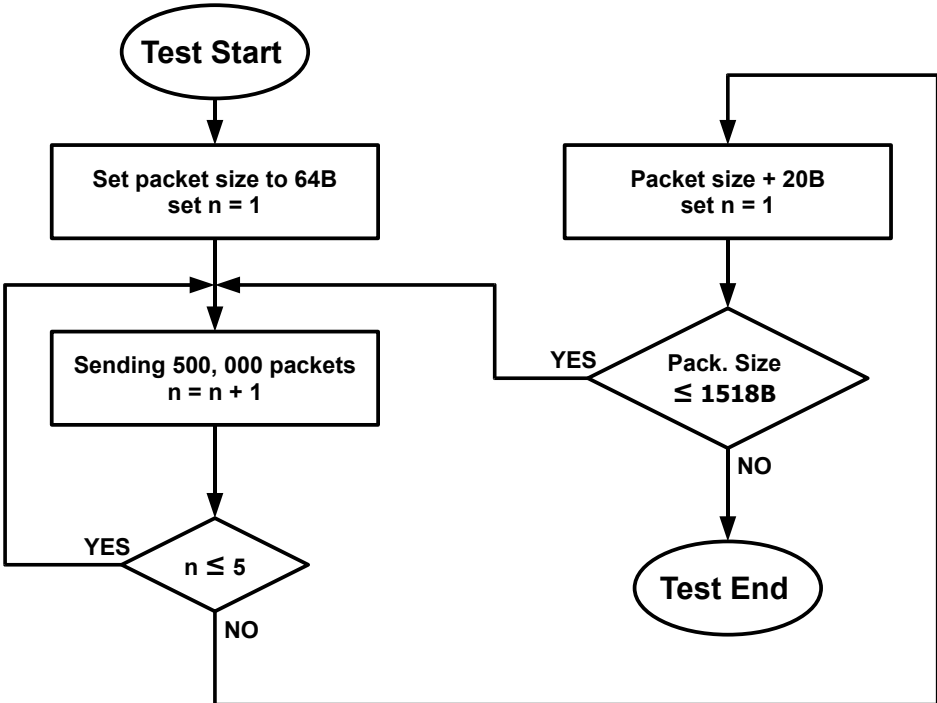 Test Start
Set packet size to 64B
set n = 1
Sending 500, 000 packets
n = n + 1
YES
n ≤ 5
NO
Packet size + 20B
set n = 1
YES
Pack. Size
≤ 1518B
NO
Test End